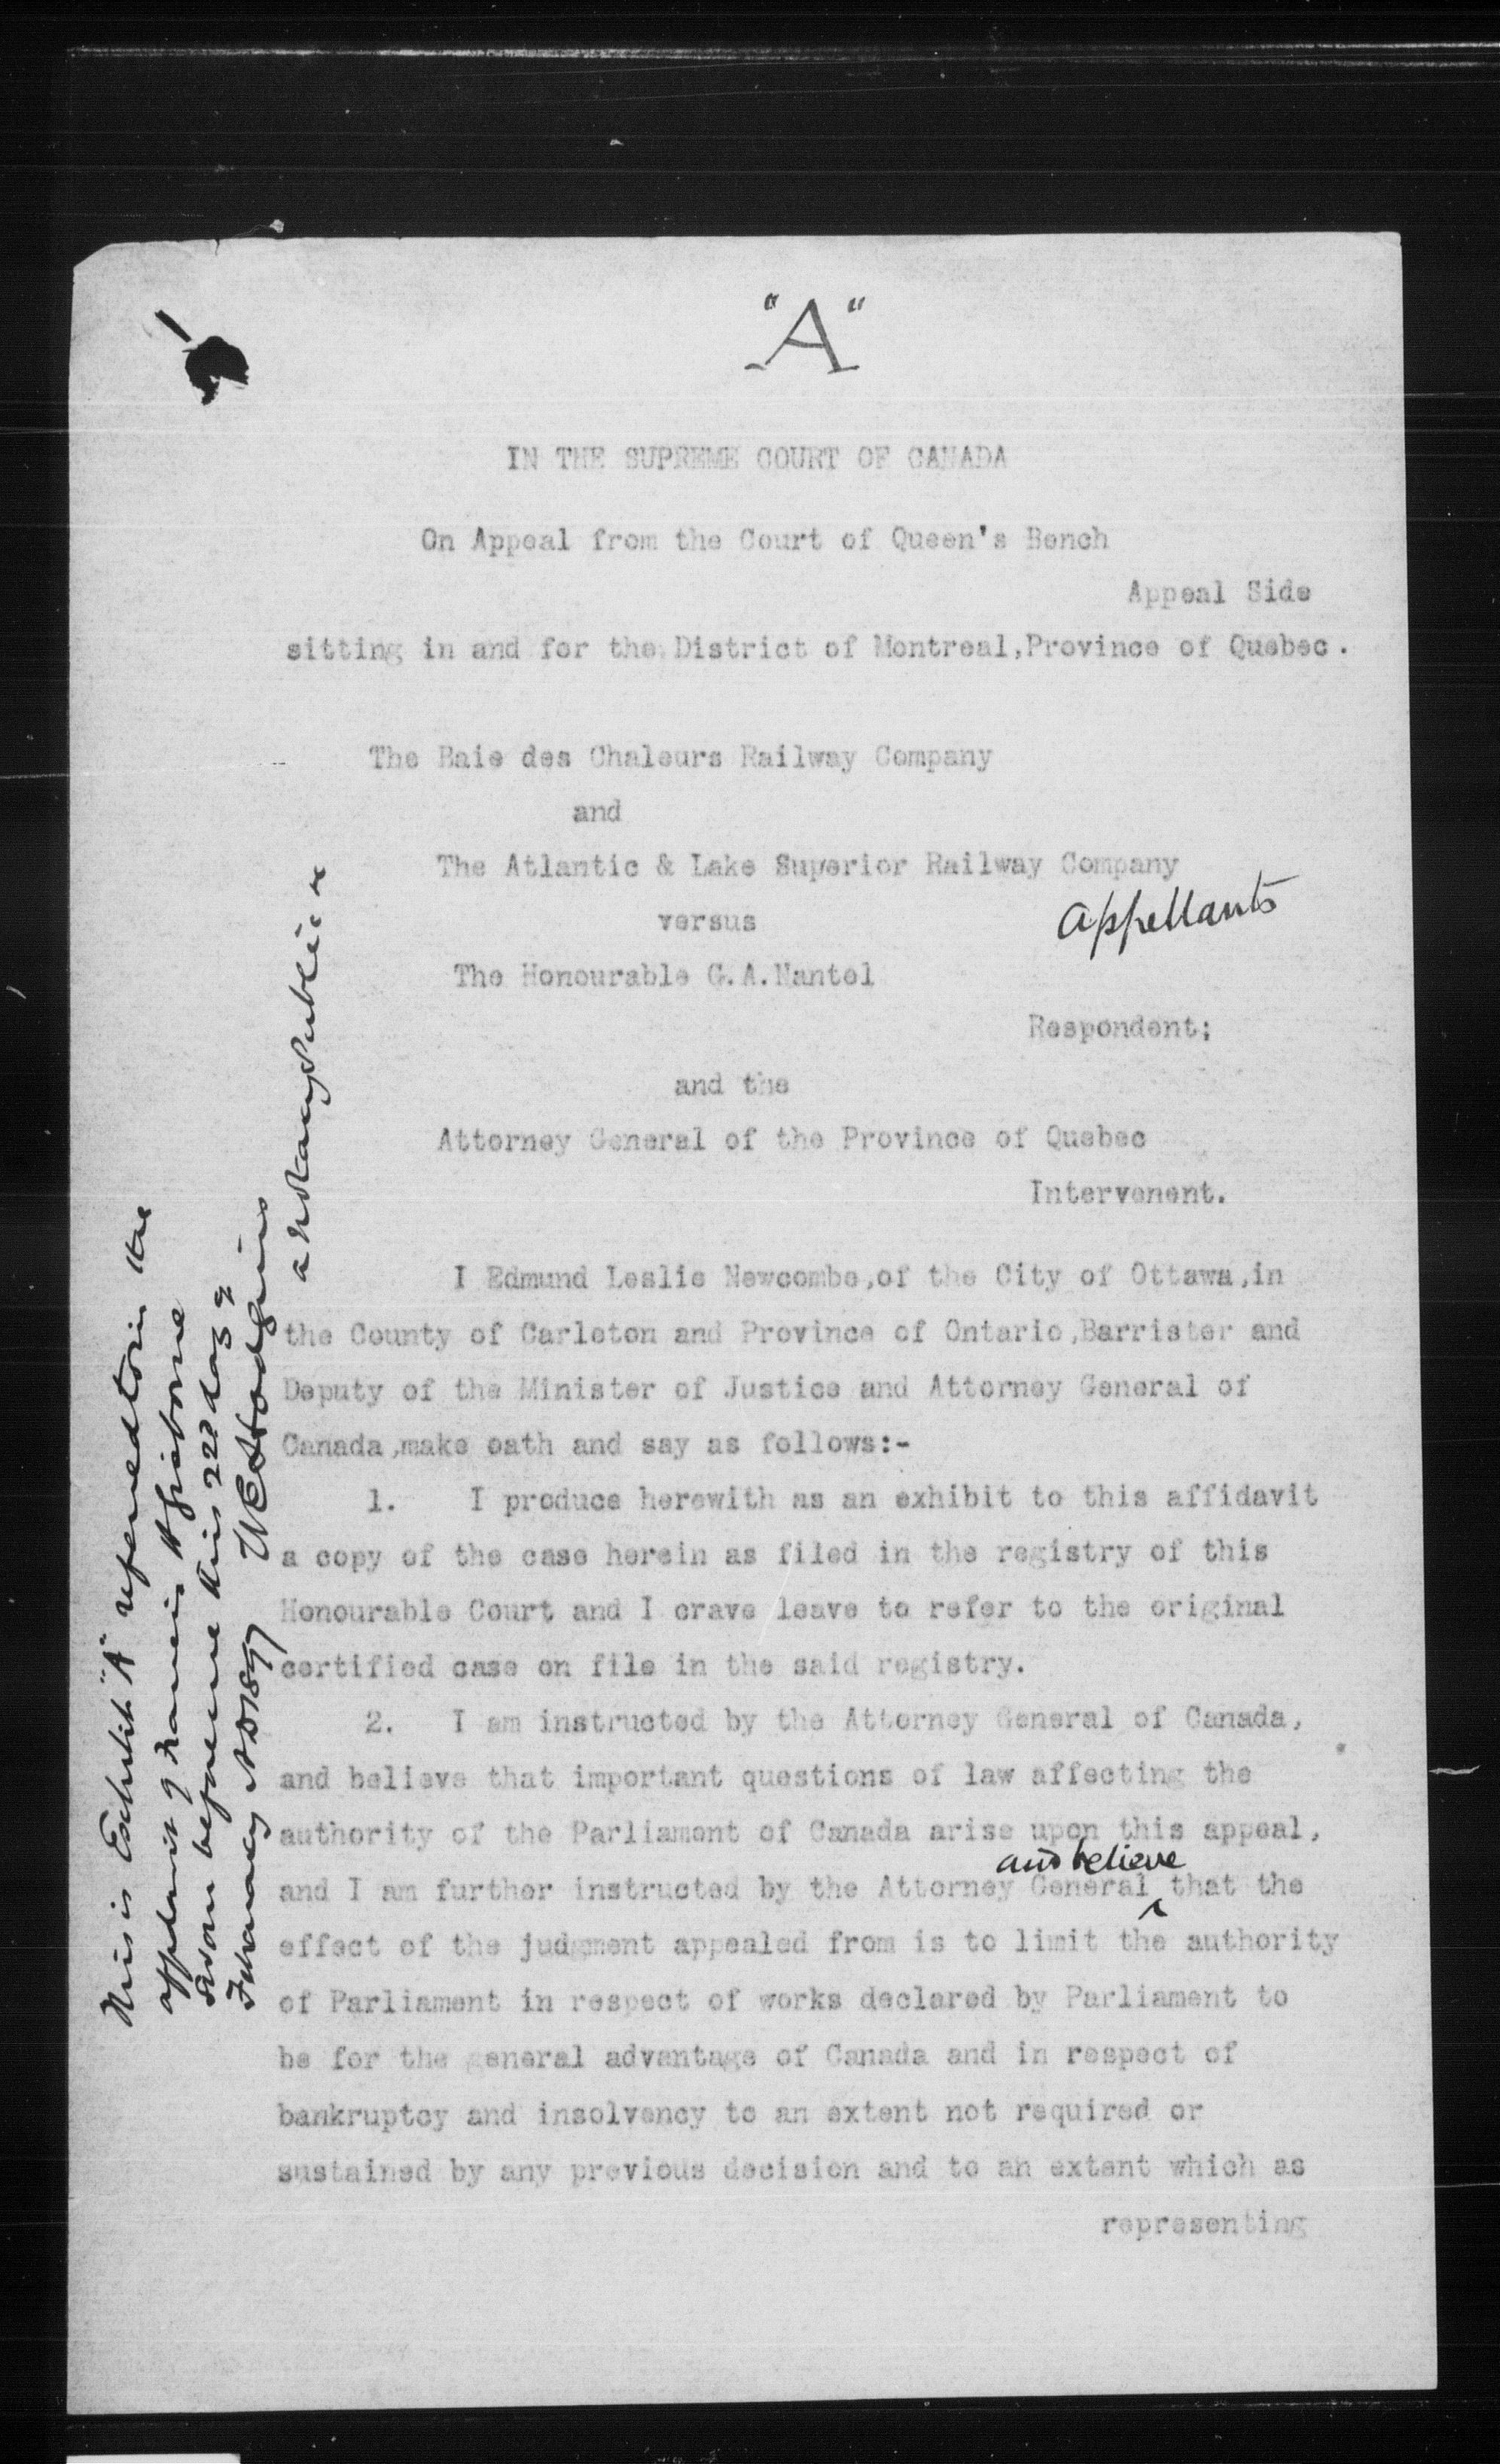 "A"
IN THE SUPREME COURT OF CANADA
On Appeal from the Court of Queen's Bench
Appeal Side
sitting in and for the District of Montreal,Province of Quebec.
The Baie des Chaleurs Railway Company
and
The Atlantic & Lake Superior Railway Company
Appellants
versus
The Honourable G.A.Nantel
Respondent;
and the
Attorney General of the Province of Quebec
Intervenent.
I Edmund Leslie Newcombe,of the City of Ottawa,in
the County of Carleton and Province of Ontario,Barrister and
Deputy of the Minister of Justice and Attorney General of
Canada,make oath and say as follows:-
1. I produce herewith as an exhibit to this affidavit
a copy of the case herein as filed in the registry of this
Honourable Court and I crave leave to refer to the original
certified case on file in the said registry.
2. I am instructed by the Attorney General of Canada,
and believe that important questions of law affecting the
authority of the Parliament of Canada arise upon this appeal,
and believe
and I am further instructed by the Attorney General that the
effect of the judgment appealed from is to limit the authority
of Parliament in respect of works declared by Parliament to
be for the general advantage of Canada and in respect of
bankruptcy and insolvency to an extent not required or
sustained by any previous decision and to an extent which as
representing
This is Exhibit "A" referred to in the
affidavit of Francis
Sworn before me this 22d day of
February AD 1897
W E Hodgins
a Notary Public